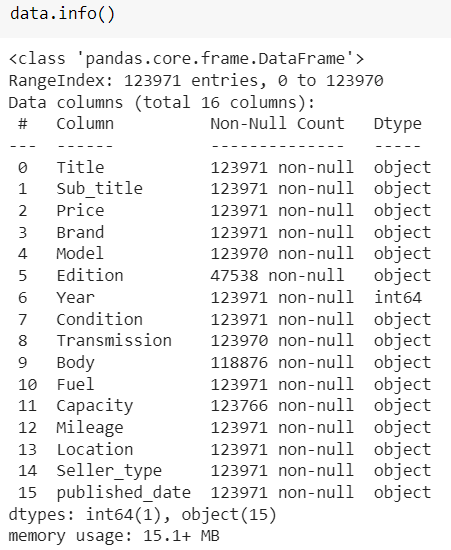 data.info()
<class 'pandas.core.frame.DataFrame'>
RangeIndex: 123971 entries, 0 to 123970
Data columns (total 16 columns):
 #   Column          Non-Null Count   Dtype
---  ------          --------------   -----
 0   Title           123971 non-null  object
 1   Sub_title       123971 non-null  object
 2   Price           123971 non-null  object
 3   Brand           123971 non-null  object
 4   Model           123970 non-null  object
 5   Edition         47538 non-null   object
 6   Year            123971 non-null  int64
 7   Condition       123971 non-null  object
 8   Transmission    123970 non-null  object
 9   Body            118876 non-null  object
 10  Fuel            123971 non-null  object
 11  Capacity        123766 non-null  object
 12  Mileage         123971 non-null  object
 13  Location        123971 non-null  object
 14  Seller_type     123971 non-null  object
 15  published_date  123971 non-null  object
dtypes: int64(1), object(15)
memory usage: 15.1+ MB